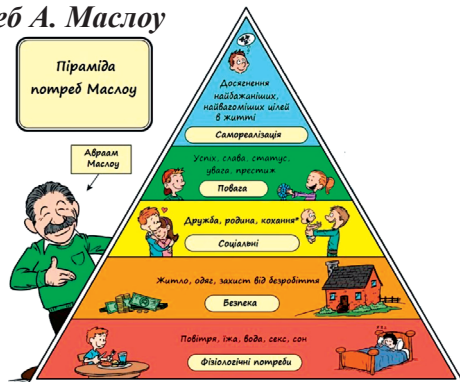 еб А. Маслоу
Піраміда
потреб Маслоу
Авраам
Маслоу
Досягнення
найбажаніших,
найвагоміших цілей
в житті
Самореалізація
Успіх, слава, статус,
увага, престиж
Повага
Дружба, родина, кохання
Соціальні
Житло, одяг, захист від безробіття
Безпека
Повітря, їжа, вода, секс, сон
Фізіологічні потреби